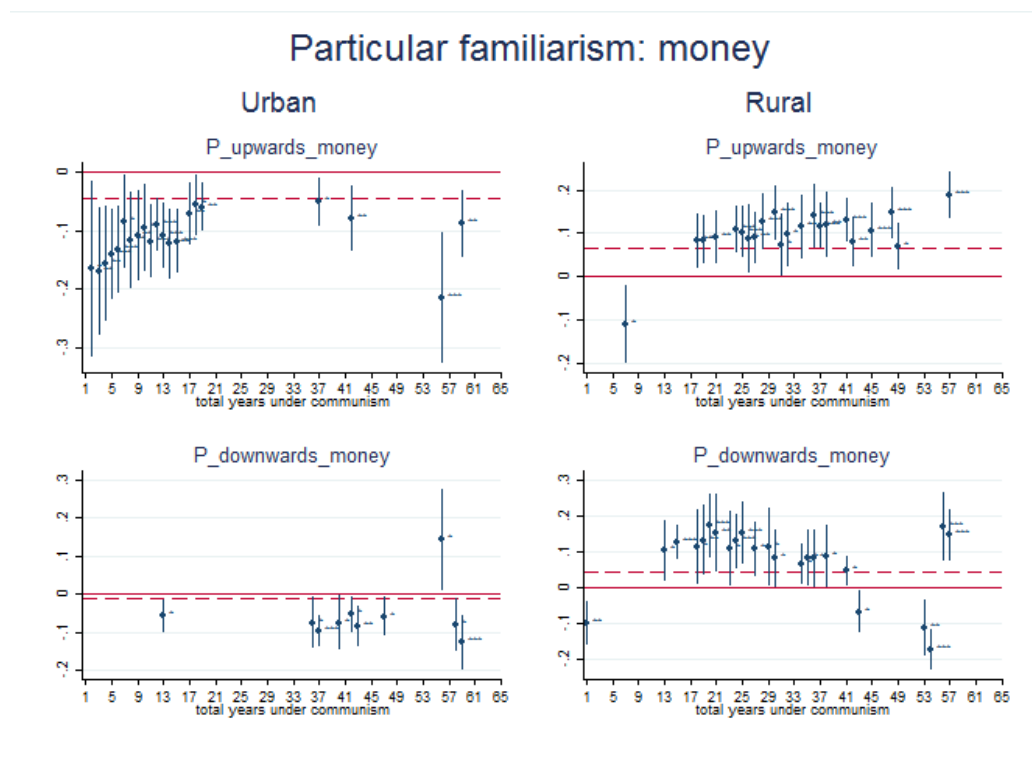 Particular familiarism: money
Urban
Rural
P_upwards_money
0
-.1
-.2
-.3
1 5 9 13 17 21 25 29 33 37 41 45 49 53 57 61 65
total years under communism
P_upwards_money
.2
.1
0
-.1
-.2
1 5 9 13 17 21 25 29 33 37 41 45 49 53 57 61 65
total years under communism
P_downwards_money
.3
.2
.1
0
-.1
-.2
1 5 9 13 17 21 25 29 33 37 41 45 49 53 57 61 65
total years under communism
P_downwards_money
.3
.2
.1
0
-.1
-.2
1 5 9 13 17 21 25 29 33 37 41 45 49 53 57 61 65
total years under communism